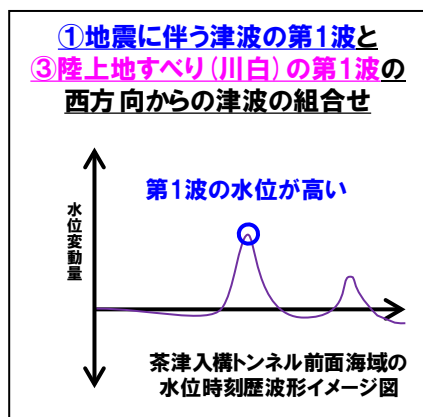 ①地震に伴う津波の第1波と
③陸上地すべり(川白)の第1波の
西方向からの津波の組合せ
第1波の水位が高い
水位変動量
茶津入構トンネル前面海域の
水位時刻歴波形イメージ図